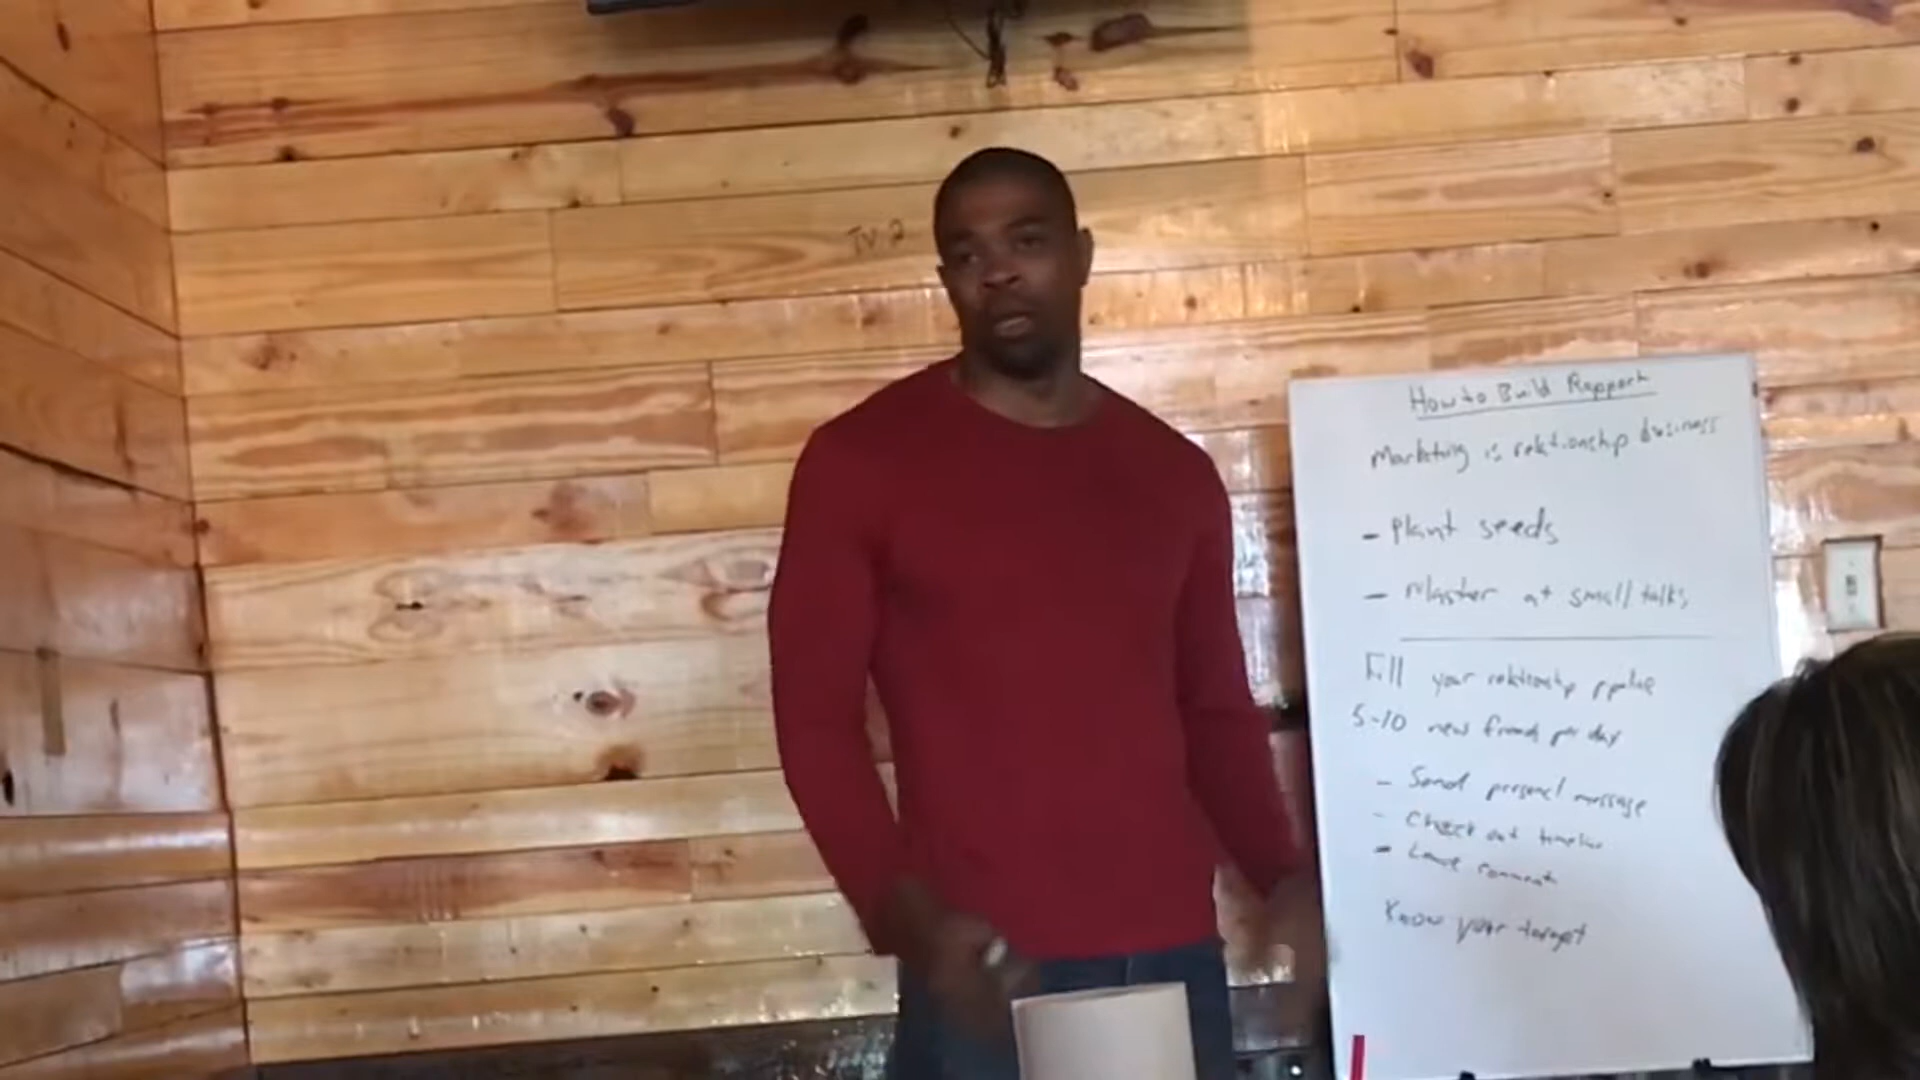 TV 2
How to Build Rapport
Marketing is relationship business
- Plant seeds
- Master at small talks
Fill your relationship pipeline
5-10 new friends per day
- Send personal message
- Check out timeline
- Leave comment
Know your target